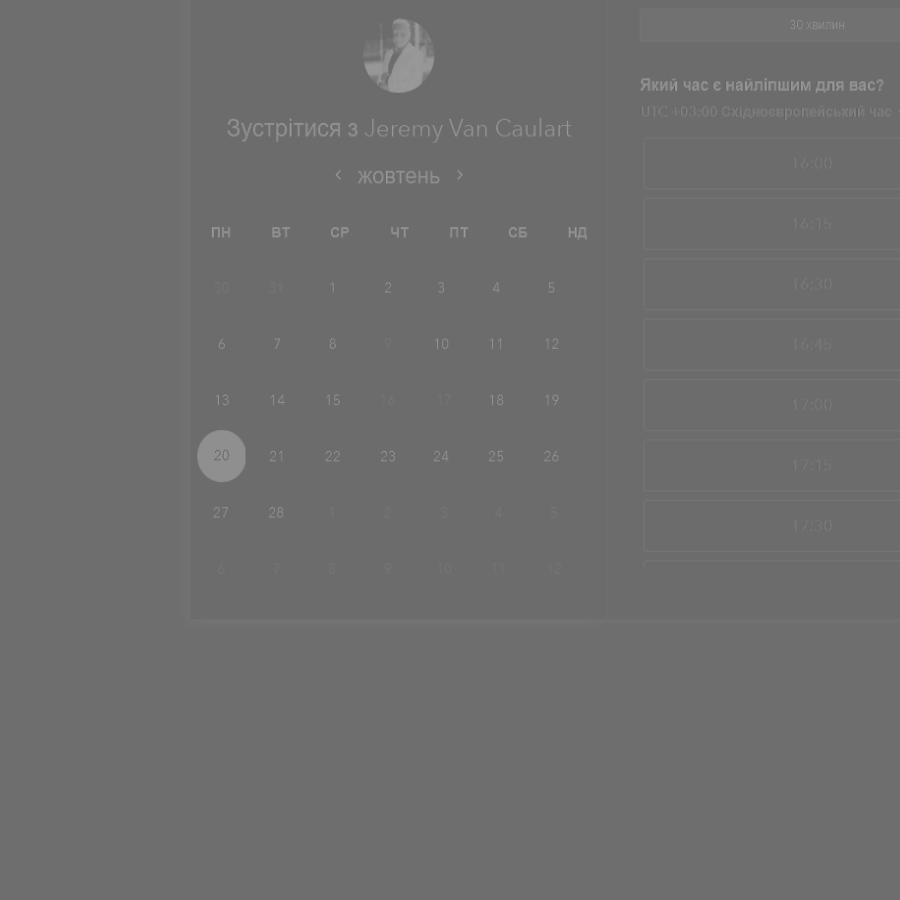 30 хвилин
Який час є найліпшим для вас?
UTC +03:00 Східноєвропейський час
16:00
16:15
16:30
16:45
17:00
17:15
17:30
Зустрітися з Jeremy Van Caulart
жовтень
ПН ВТ СР ЧТ ПТ СБ НД
30 31 1 2 3 4 5
6 7 8 9 10 11 12
13 14 15 16 17 18 19
20 21 22 23 24 25 26
27 28 1 2 3 4 5
6 7 8 9 10 11 12